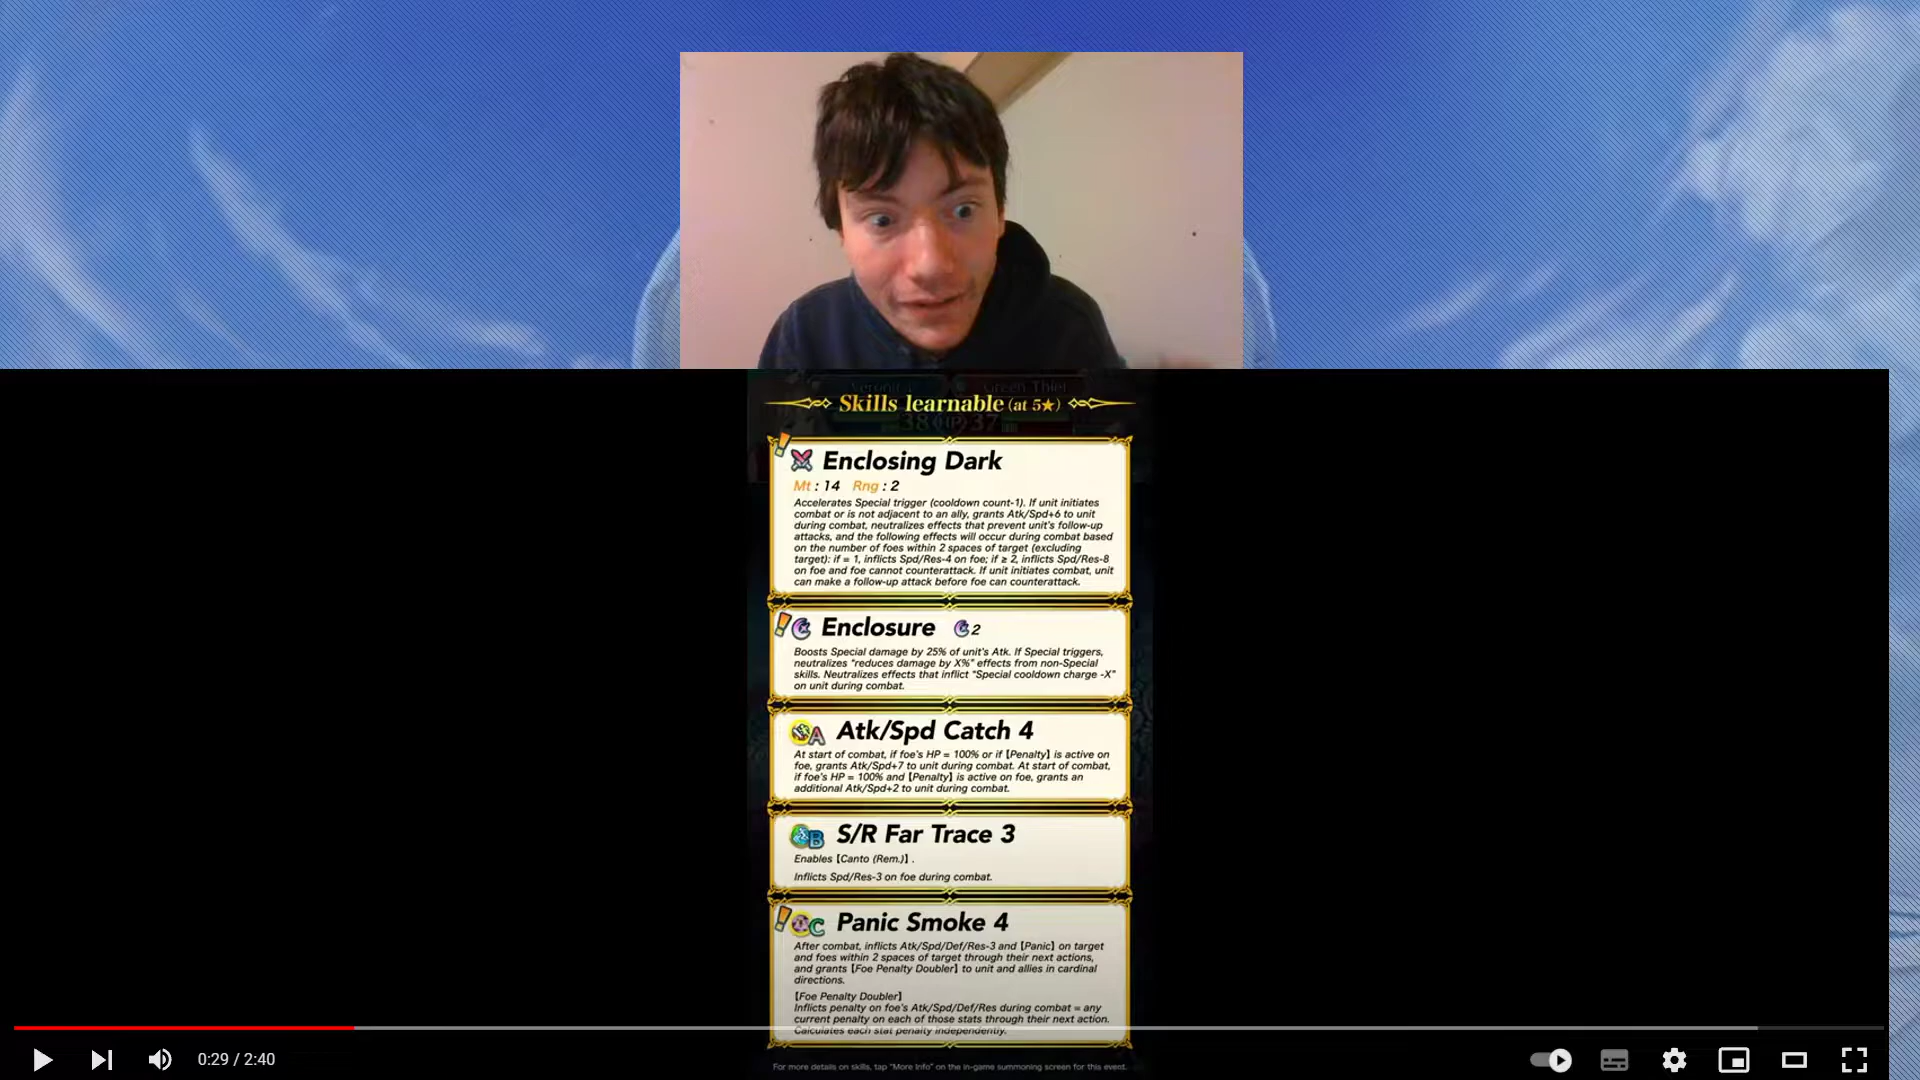 Veronica Green Thief
Skills learnable (at 5★)
38 HP 37
Enclosing Dark
Mt : 14 Rng : 2
Accelerates Special trigger (cooldown count-1). If unit initiates
combat or is not adjacent to an ally, grants Atk/Spd+6 to unit
during combat, neutralizes effects that prevent unit's follow-up
attacks, and the following effects will occur during combat based
on the number of foes within 2 spaces of target (excluding
target): if = 1, inflicts Spd/Res-4 on foe; if ≥ 2, inflicts Spd/Res-8
on foe and foe cannot counterattack. If unit initiates combat, unit
can make a follow-up attack before foe can counterattack.
Enclosure 2
Boosts Special damage by 25% of unit's Atk. If Special triggers,
neutralizes "reduces damage by X%" effects from non-Special
skills. Neutralizes effects that inflict "Special cooldown charge -X"
on unit during combat.
A Atk/Spd Catch 4
At start of combat, if foe's HP = 100% or if 【Penalty】 is active on
foe, grants Atk/Spd+7 to unit during combat. At start of combat,
if foe's HP = 100% and 【Penalty】 is active on foe, grants an
additional Atk/Spd+2 to unit during combat.
B S/R Far Trace 3
Enables 【Canto (Rem.)】 .
Inflicts Spd/Res-3 on foe during combat.
C Panic Smoke 4
After combat, inflicts Atk/Spd/Def/Res-3 and 【Panic】 on target
and foes within 2 spaces of target through their next actions,
and grants 【Foe Penalty Doubler】 to unit and allies in cardinal
directions.
【Foe Penalty Doubler】
Inflicts penalty on foe's Atk/Spd/Def/Res during combat = any
current penalty on each of those stats through their next action.
Calculates each stat penalty independently.
0:29 / 2:40
For more details on skills, tap "More Info" on the in-game summoning screen for this event.